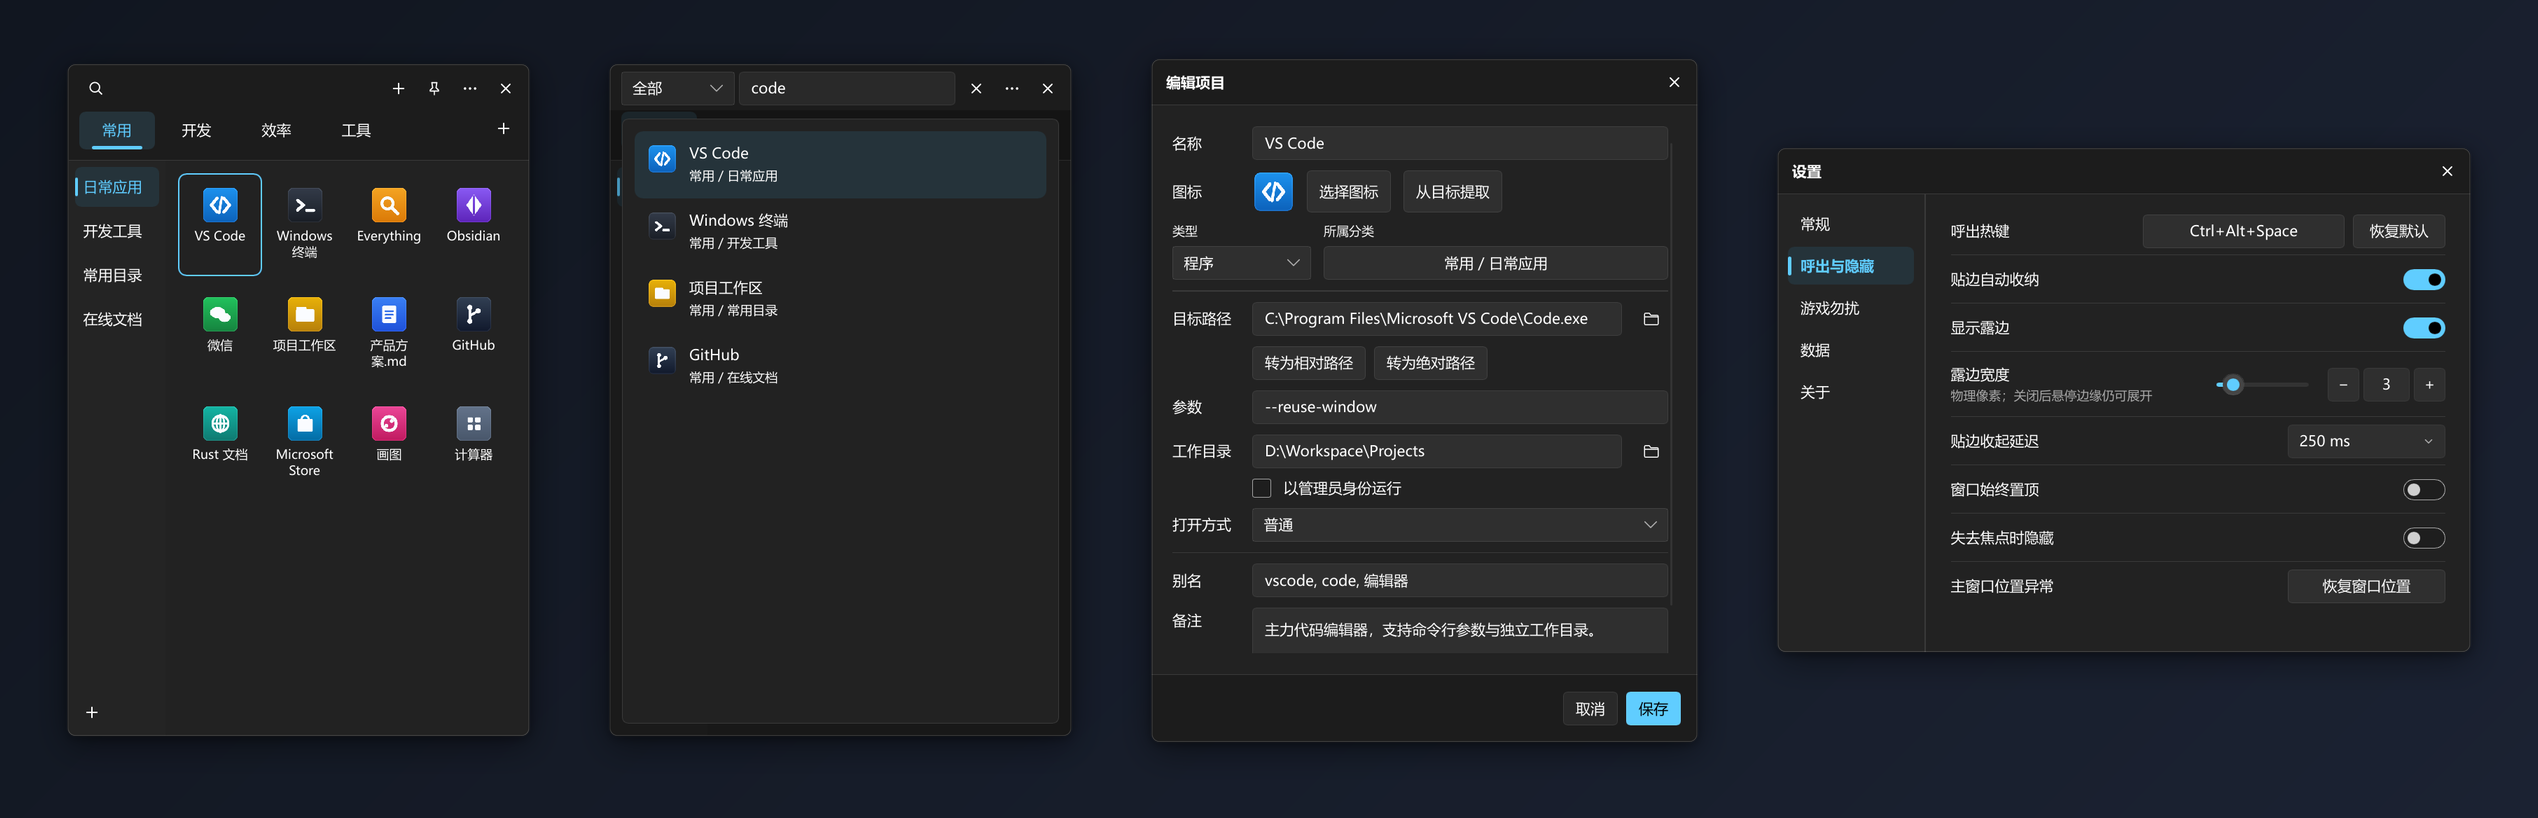 常用
开发
效率
工具
日常应用
开发工具
常用目录
在线文档
VS Code
Windows
终端
Everything
Obsidian
微信
项目工作区
产品方
案.md
GitHub
Rust 文档
Microsoft
Store
画图
计算器
全部
code
VS Code
常用 / 日常应用
Windows 终端
常用 / 开发工具
项目工作区
常用 / 常用目录
GitHub
常用 / 在线文档
编辑项目
名称
VS Code
图标
选择图标
从目标提取
类型
所属分类
程序
常用 / 日常应用
目标路径
C:\Program Files\Microsoft VS Code\Code.exe
转为相对路径
转为绝对路径
参数
--reuse-window
工作目录
D:\Workspace\Projects
以管理员身份运行
打开方式
普通
别名
vscode, code, 编辑器
备注
主力代码编辑器，支持命令行参数与独立工作目录。
取消
保存
设置
常规
呼出与隐藏
游戏勿扰
数据
关于
呼出热键
Ctrl+Alt+Space
恢复默认
贴边自动收纳
显示露边
露边宽度
物理像素；关闭后悬停边缘仍可展开
3
贴边收起延迟
250 ms
窗口始终置顶
失去焦点时隐藏
主窗口位置异常
恢复窗口位置